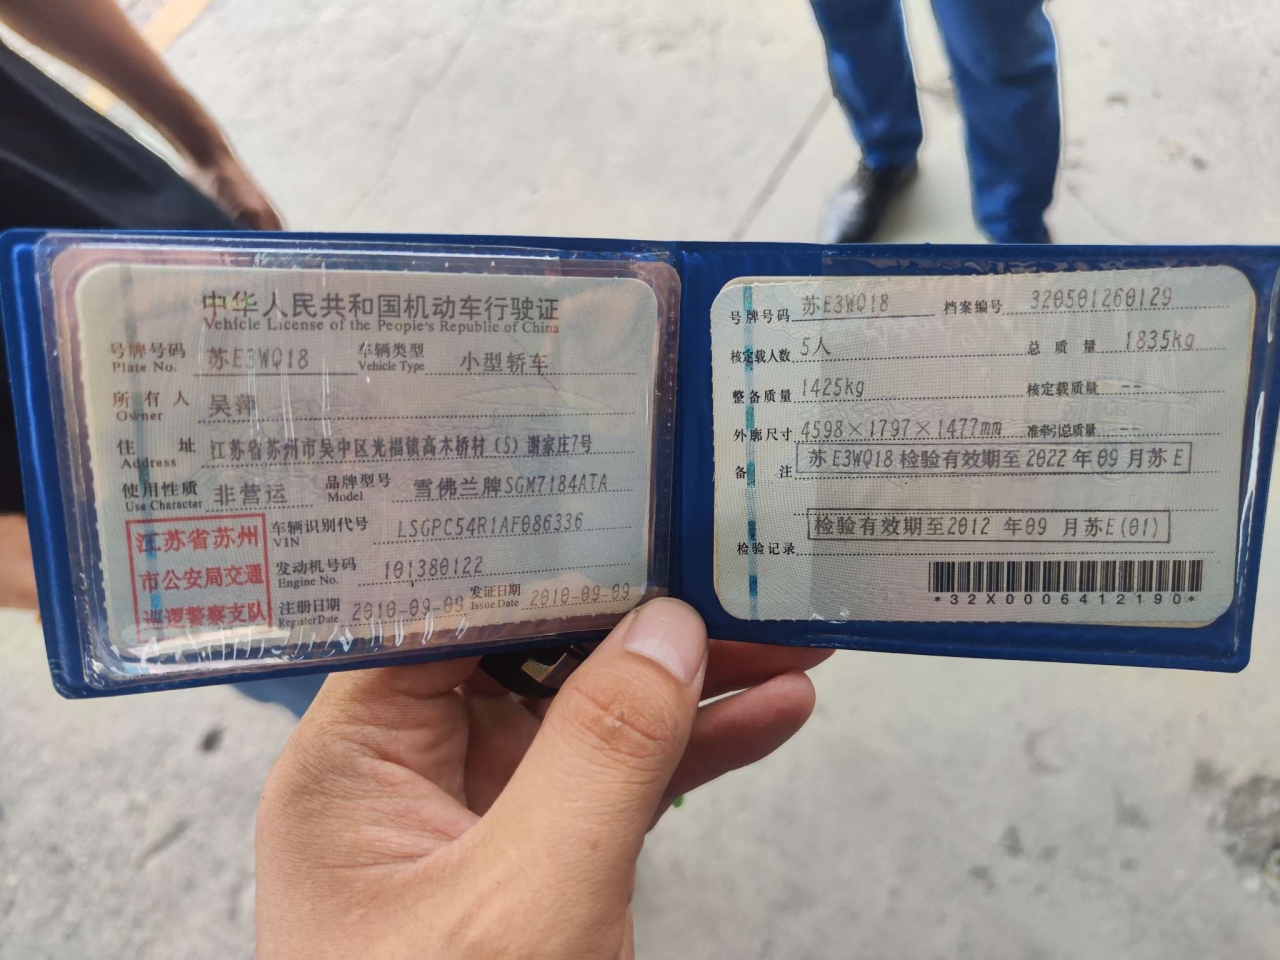 中华人民共和国机动车行驶证
Vehicle License of the People's Republic of China
号牌号码 苏E3WQ18 车辆类型 小型轿车
Plate No. Vehicle Type
所有人 吴萍
Owner
住址 江苏省苏州市吴中区光福镇高木桥村(5)谢家庄7号
Address
使用性质 非营运 品牌型号 雪佛兰牌SGM7184ATA
Use Character Model
江苏省苏州
市公安局交通
巡逻警察支队
车辆识别代号 LSGPC54R1AF086336
VIN
发动机号码 101380122
Engine No.
注册日期 2010-09-09 发证日期 2010-09-09
Register Date Issue Date
号牌号码 苏E3WQ18 档案编号 320501260129
核定载人数 5人 总质量 1835kg
整备质量 1425kg 核定载质量 --
外廓尺寸 4598×1797×1477mm 准牵引总质量 --
备注 苏E3WQ18检验有效期至2022年09月苏E
检验有效期至2012 年09 月苏E(01)
检验记录
*32X0006412190*